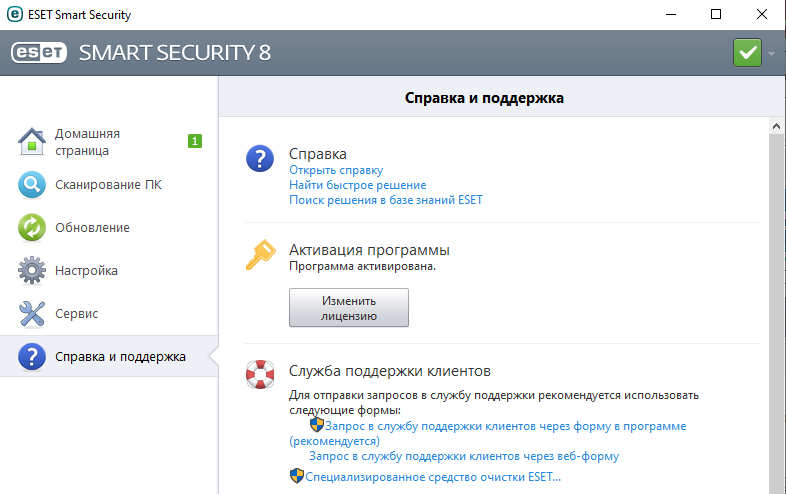 ESET Smart Security
eset SMART SECURITY 8
Справка и поддержка
Домашняя
страница
1
Сканирование ПК
Обновление
Настройка
Сервис
Справка и поддержка
Справка
Открыть справку
Найти быстрое решение
Поиск решения в базе знаний ESET
Активация программы
Программа активирована.
Изменить
лицензию
Служба поддержки клиентов
Для отправки запросов в службу поддержки рекомендуется использовать
следующие формы:
Запрос в службу поддержки клиентов через форму в программе
(рекомендуется)
Запрос в службу поддержки клиентов через веб-форму
Специализированное средство очистки ESET...